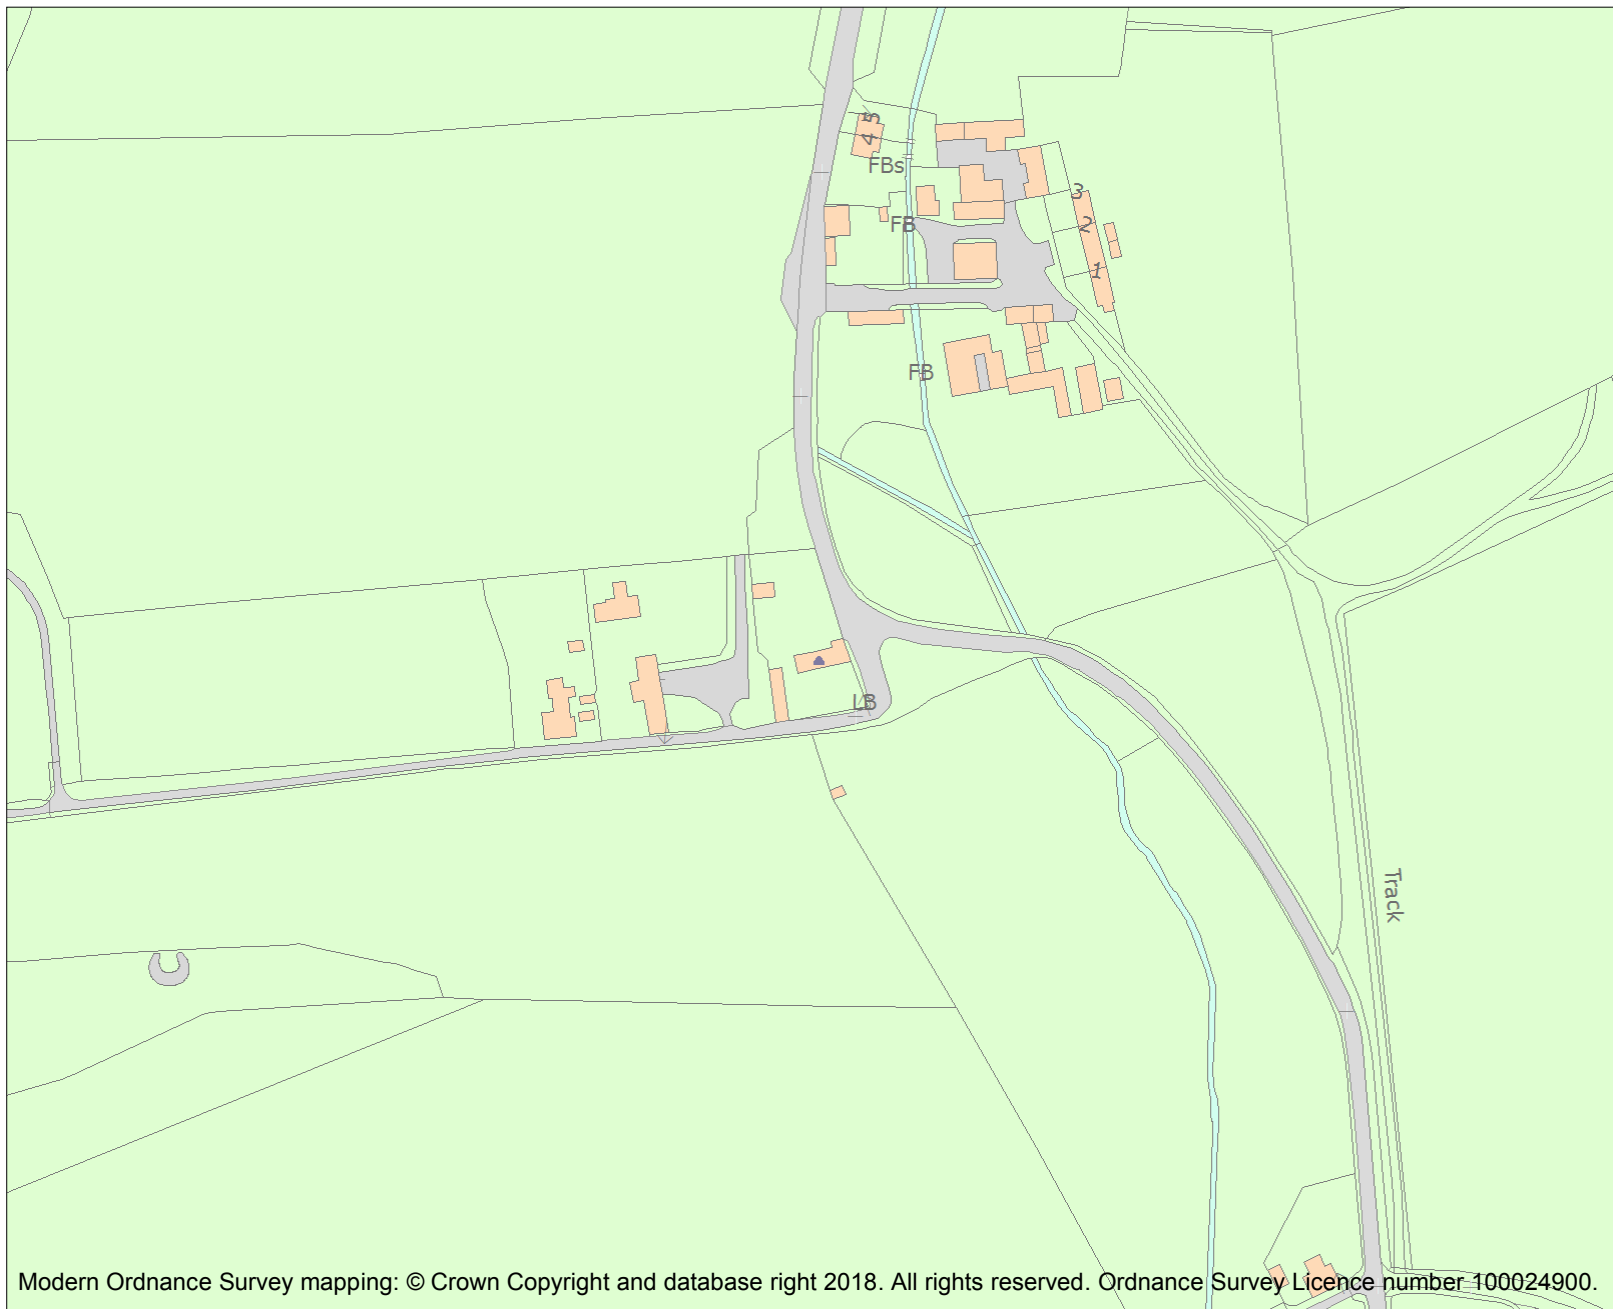 5
4
FBs
3
FB
2
1
FB
LB
Track
Modern Ordnance Survey mapping: © Crown Copyright and database right 2018. All rights reserved. Ordnance Survey Licence number 100024900.